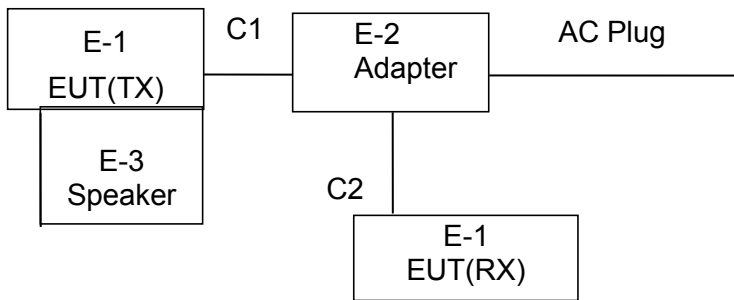 E-1
EUT(TX)
C1
E-2
Adapter
AC Plug
E-3
Speaker
C2
E-1
EUT(RX)